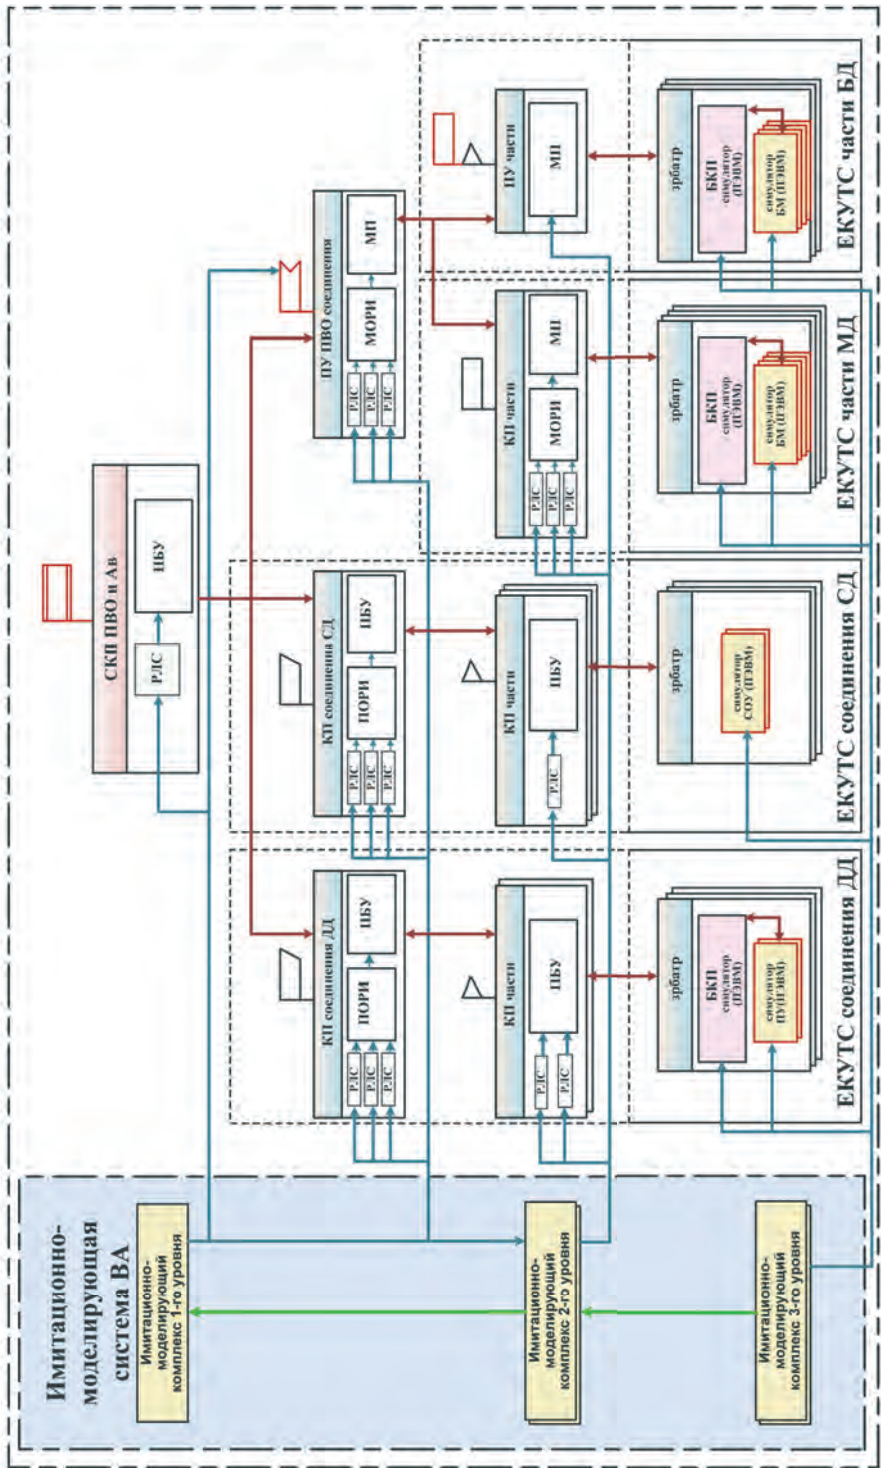 Имитационно-
моделирующая
система ВА
Имитационно-
моделирующий
комплекс 1-го уровня
Имитационно-
моделирующий
комплекс 2-го уровня
Имитационно-
моделирующий
комплекс 3-го уровня
СКП ПВО и Ав
РЛС
ПБУ
КП соединения ДД
РЛС
РЛС
РЛС
ПОРИ
ПБУ
КП соединения СД
РЛС
РЛС
РЛС
ПОРИ
ПБУ
ПУ ПВО соединения
РЛС
РЛС
РЛС
МОРИ
МП
КП части
РЛС
РЛС
ПБУ
КП части
РЛС
ПБУ
КП части
РЛС
РЛС
РЛС
МОРИ
МП
ПУ части
МП
зрбатр
БКП
симулятор
(ПЭВМ)
симулятор
ПУ(ПЭВМ)
ЕКУТС соединения ДД
зрбатр
симулятор
СОУ (ПЭВМ)
ЕКУТС соединения СД
зрбатр
БКП
симулятор
(ПЭВМ)
симулятор
БМ (ПЭВМ)
ЕКУТС части МД
зрбатр
БКП
симулятор
(ПЭВМ)
симулятор
БМ (ПЭВМ)
ЕКУТС части БД